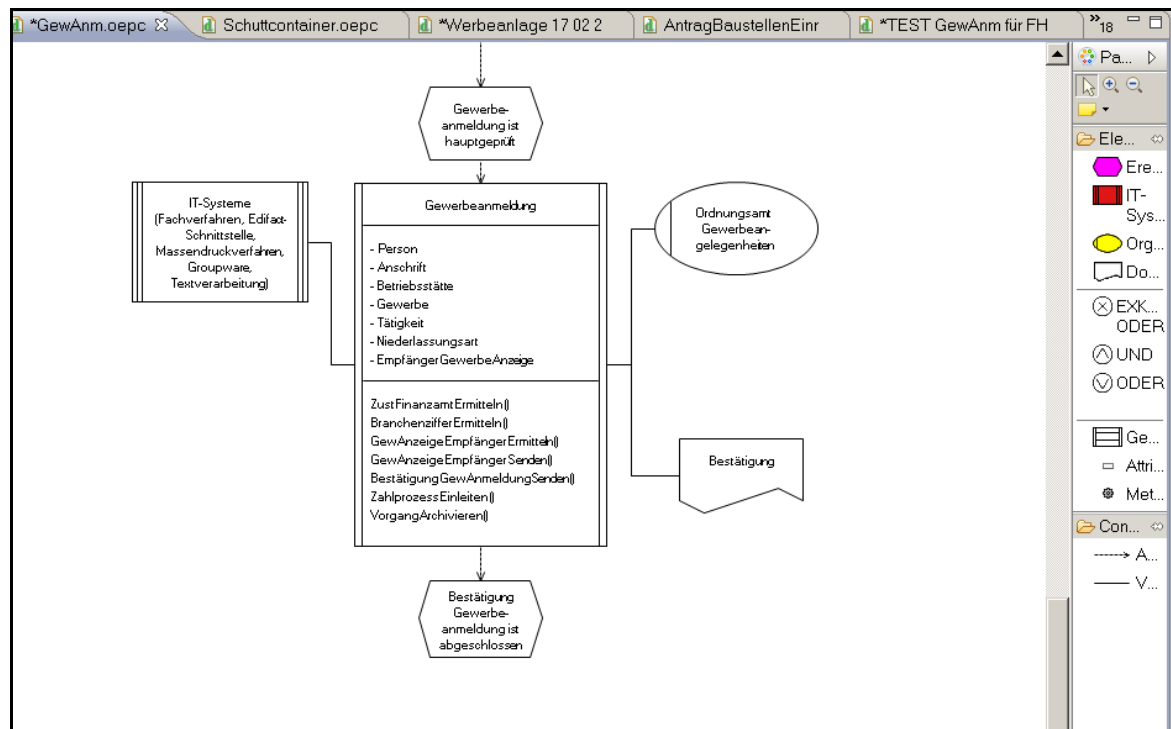 *GewAnm.oepc
Schuttcontainer.oepc
*Werbeanlage 17 02 2
AntragBaustellenEinr
*TEST GewAnm für FH
»18
Gewerbe-
anmeldung ist
hauptgeprüft
IT-Systeme
(Fachverfahren, Edifact-
Schnittstelle,
Massendruckverfahren,
Groupware,
Textverarbeitung)
Gewerbeanmeldung
- Person
- Anschrift
- Betriebsstätte
- Gewerbe
- Tätigkeit
- Niederlassungsart
- EmpfängerGewerbeAnzeige
ZustFinanzamtErmitteln()
BranchenzifferErmitteln()
GewAnzeigeEmpfängerErmitteln()
GewAnzeigeEmpfängerSenden()
BestätigungGewAnmeldungSenden()
ZahlprozessEinleiten()
VorgangArchivieren()
Ordnungsamt
Gewerbean-
gelegenheiten
Bestätigung
Bestätigung
Gewerbe-
anmeldung ist
abgeschlossen
Pa...
Ele...
Ere...
IT-
Sys...
Org...
Do...
EXK...
ODER
UND
ODER
Ge...
Attri...
Met...
Con...
A...
V...